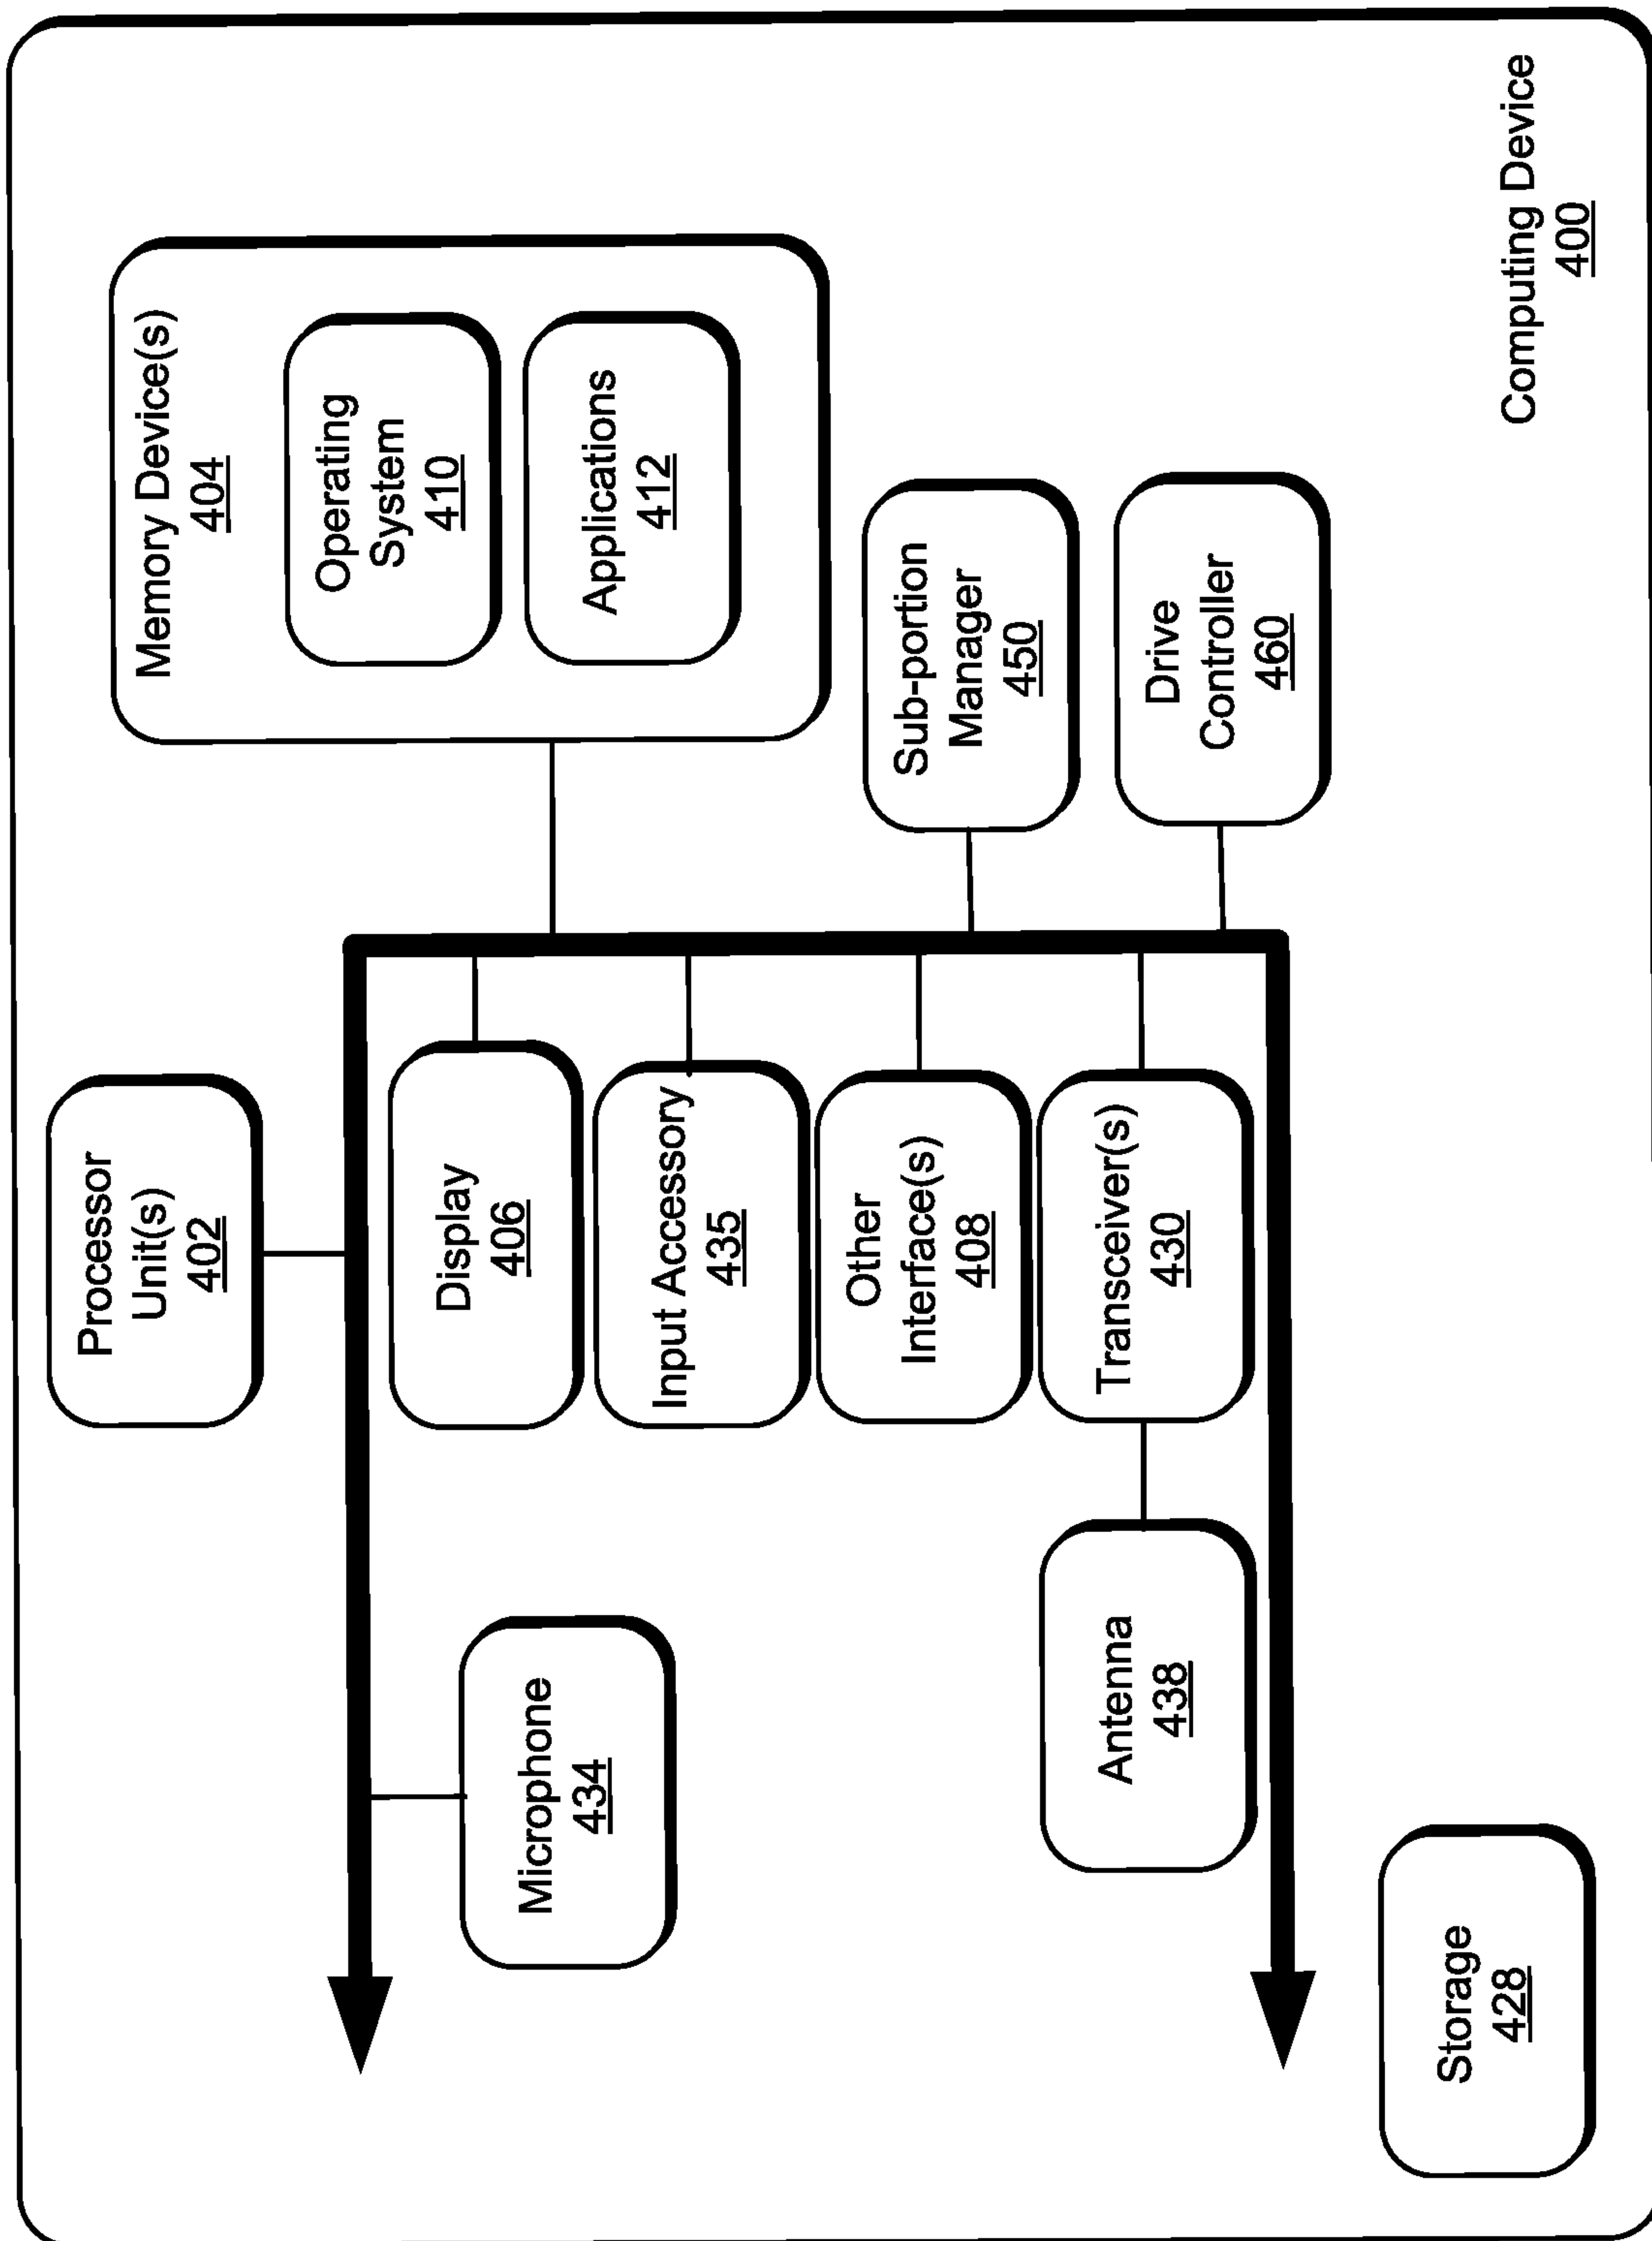 Processor
Unit(s)
402
Memory Device(s)
404
Operating
System
410
Applications
412
Display
406
Microphone
434
Input Accessory
435
Other
Interface(s)
408
Sub-portion
Manager
450
Transceiver(s)
430
Antenna
438
Drive
Controller
460
Storage
428
Computing Device
400